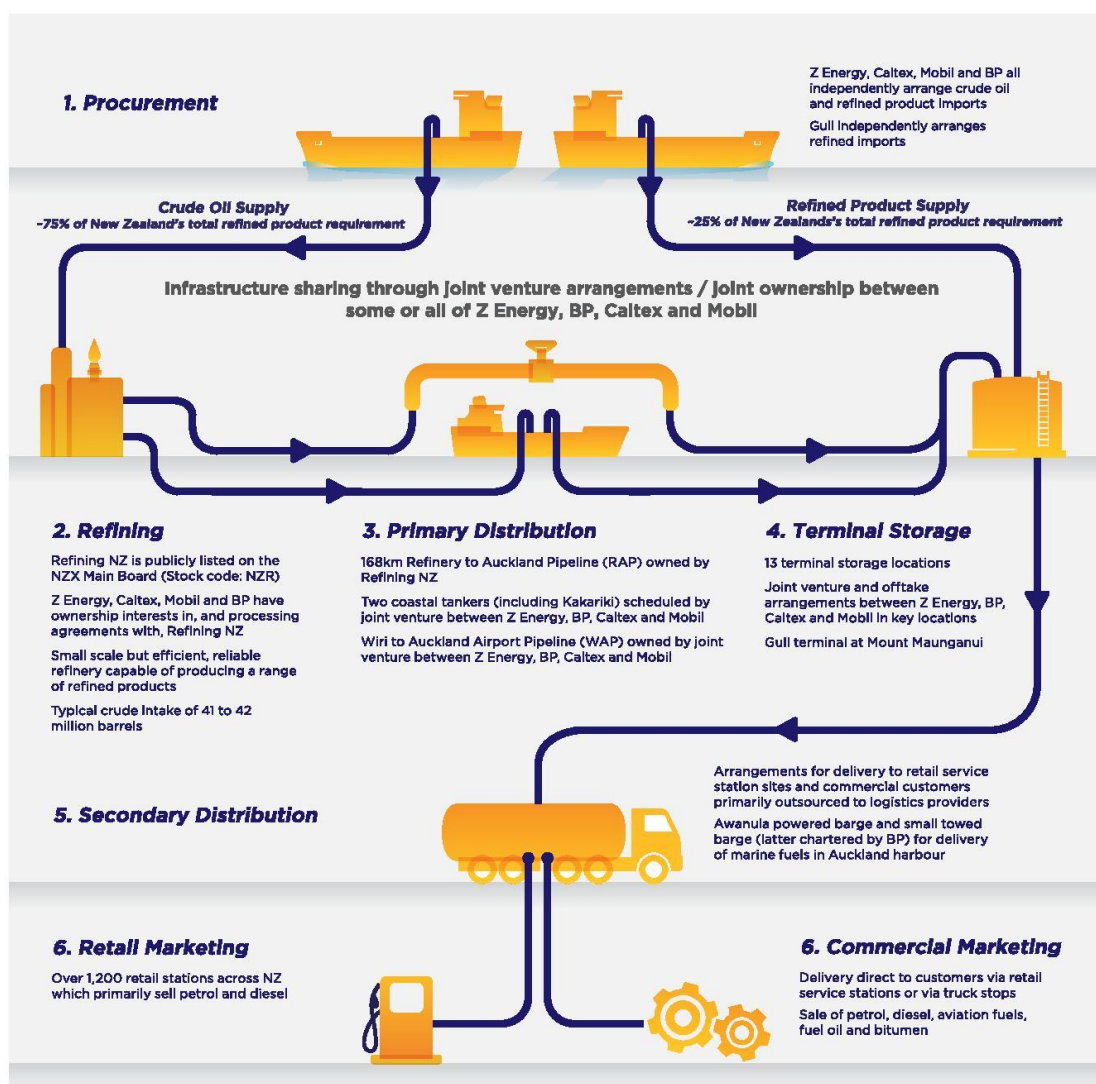 1. Procurement
Z Energy, Caltex, Mobil and BP all
independently arrange crude oil
and refined product imports
Gull independently arranges
refined imports
Crude Oil Supply
~75% of New Zealand's total refined product requirement
Refined Product Supply
~25% of New Zealands's total refined product requirement
Infrastructure sharing through joint venture arrangements / joint ownership between
some or all of Z Energy, BP, Caltex and Mobil
2. Refining
Refining NZ is publicly listed on the
NZX Main Board (Stock code: NZR)
Z Energy, Caltex, Mobil and BP have
ownership interests in, and processing
agreements with, Refining NZ
Small scale but efficient, reliable
refinery capable of producing a range
of refined products
Typical crude intake of 41 to 42
million barrels
3. Primary Distribution
168km Refinery to Auckland Pipeline (RAP) owned by
Refining NZ
Two coastal tankers (including Kakariki) scheduled by
joint venture between Z Energy, BP, Caltex and Mobil
Wiri to Auckland Airport Pipeline (WAP) owned by joint
venture between Z Energy, BP, Caltex and Mobil
4. Terminal Storage
13 terminal storage locations
Joint venture and offtake
arrangements between Z Energy, BP,
Caltex and Mobil in key locations
Gull terminal at Mount Maunganui
5. Secondary Distribution
Arrangements for delivery to retail service
station sites and commercial customers
primarily outsourced to logistics providers
Awanuia powered barge and small towed
barge (latter chartered by BP) for delivery
of marine fuels in Auckland harbour
6. Retail Marketing
Over 1,200 retail stations across NZ
which primarily sell petrol and diesel
6. Commercial Marketing
Delivery direct to customers via retail
service stations or via truck stops
Sale of petrol, diesel, aviation fuels,
fuel oil and bitumen